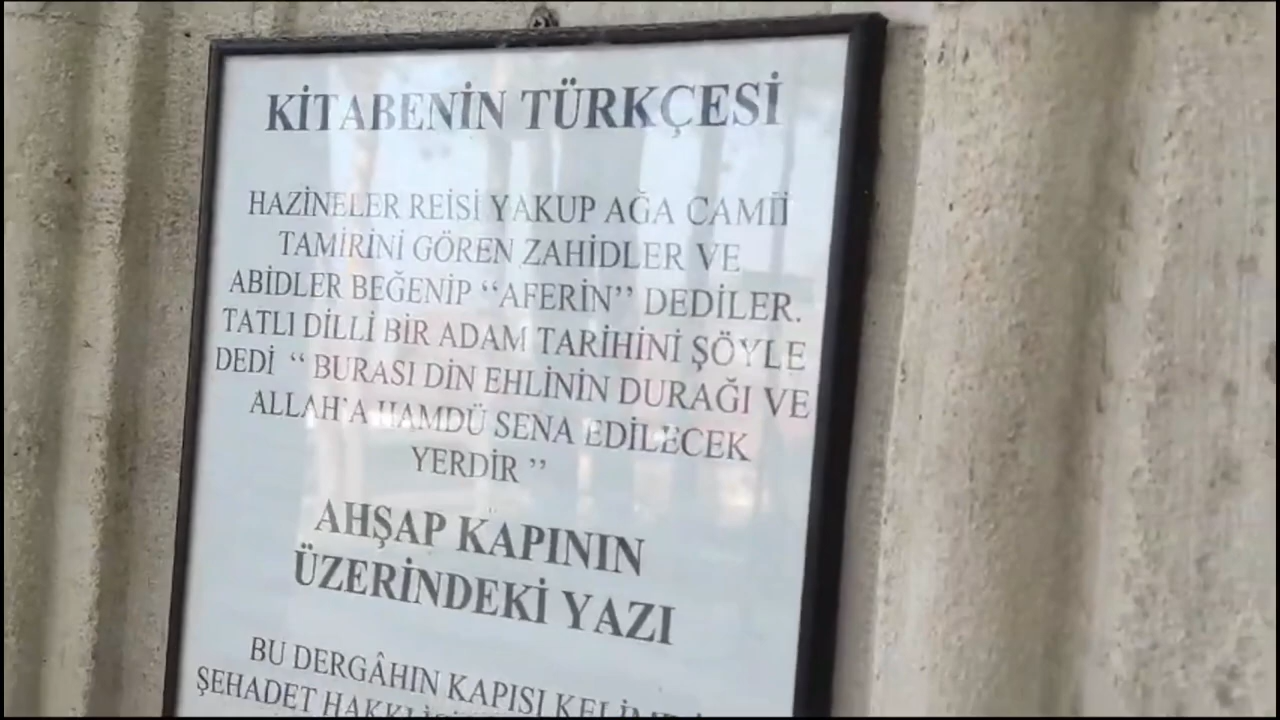 KİTABENİN TÜRKÇESİ
HAZİNELER REİSİ YAKUP AĞA CAMİİ
TAMİRİNİ GÖREN ZAHİDLER VE
ABİDLER BEĞENİP “AFERİN” DEDİLER.
TATLI DİLLİ BİR ADAM TARİHİNİ ŞÖYLE
DEDİ “ BURASI DİN EHLİNİN DURAĞI VE
ALLAH'A HAMDÜ SENA EDİLECEK
YERDİR ”
AHŞAP KAPININ
ÜZERİNDEKİ YAZI
BU DERGÂHIN KAPISI
ŞEHADET